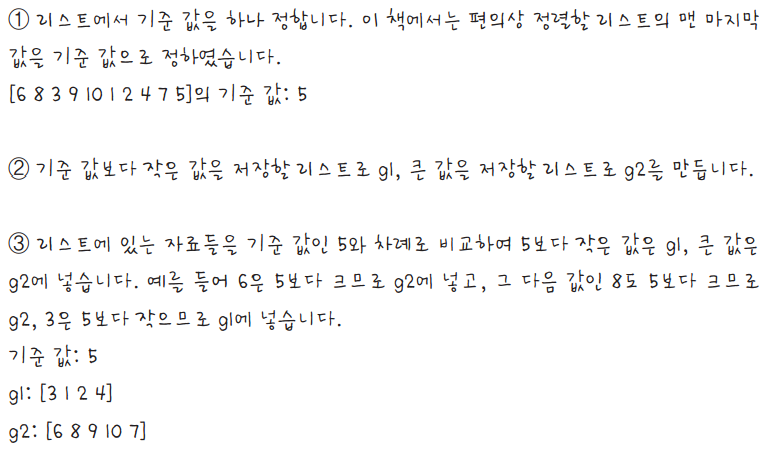 ① 리스트에서 기준 값을 하나 정합니다. 이 책에서는 편의상 정렬할 리스트의 맨 마지막
값을 기준 값으로 정하였습니다.
[6 8 3 9 10 1 2 4 7 5]의 기준 값: 5
② 기준 값보다 작은 값을 저장할 리스트로 g1, 큰 값을 저장할 리스트로 g2를 만듭니다.
③ 리스트에 있는 자료들을 기준 값인 5와 차례로 비교하여 5보다 작은 값은 g1, 큰 값은
g2에 넣습니다. 예를 들어 6은 5보다 크므로 g2에 넣고, 그 다음 값인 8도 5보다 크므로
g2, 3은 5보다 작으므로 g1에 넣습니다.
기준 값: 5
g1: [3 1 2 4]
g2: [6 8 9 10 7]